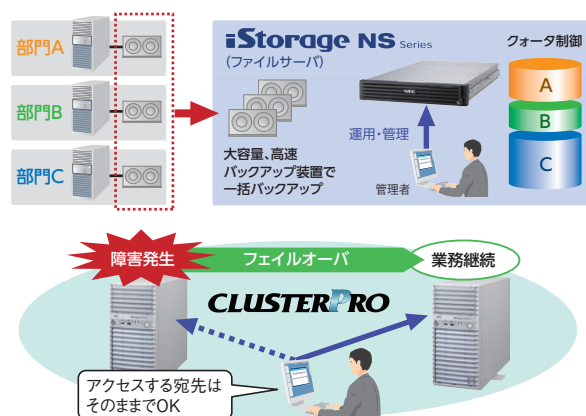 部門A
部門B
部門C
iStorage NS Series
(ファイルサーバ)
クォータ制御
A
B
C
NEC
大容量、高速
バックアップ装置で
一括バックアップ
運用・管理
管理者
障害発生
フェイルオーバ
業務継続
CLUSTERPRO
アクセスする宛先は
そのままでOK